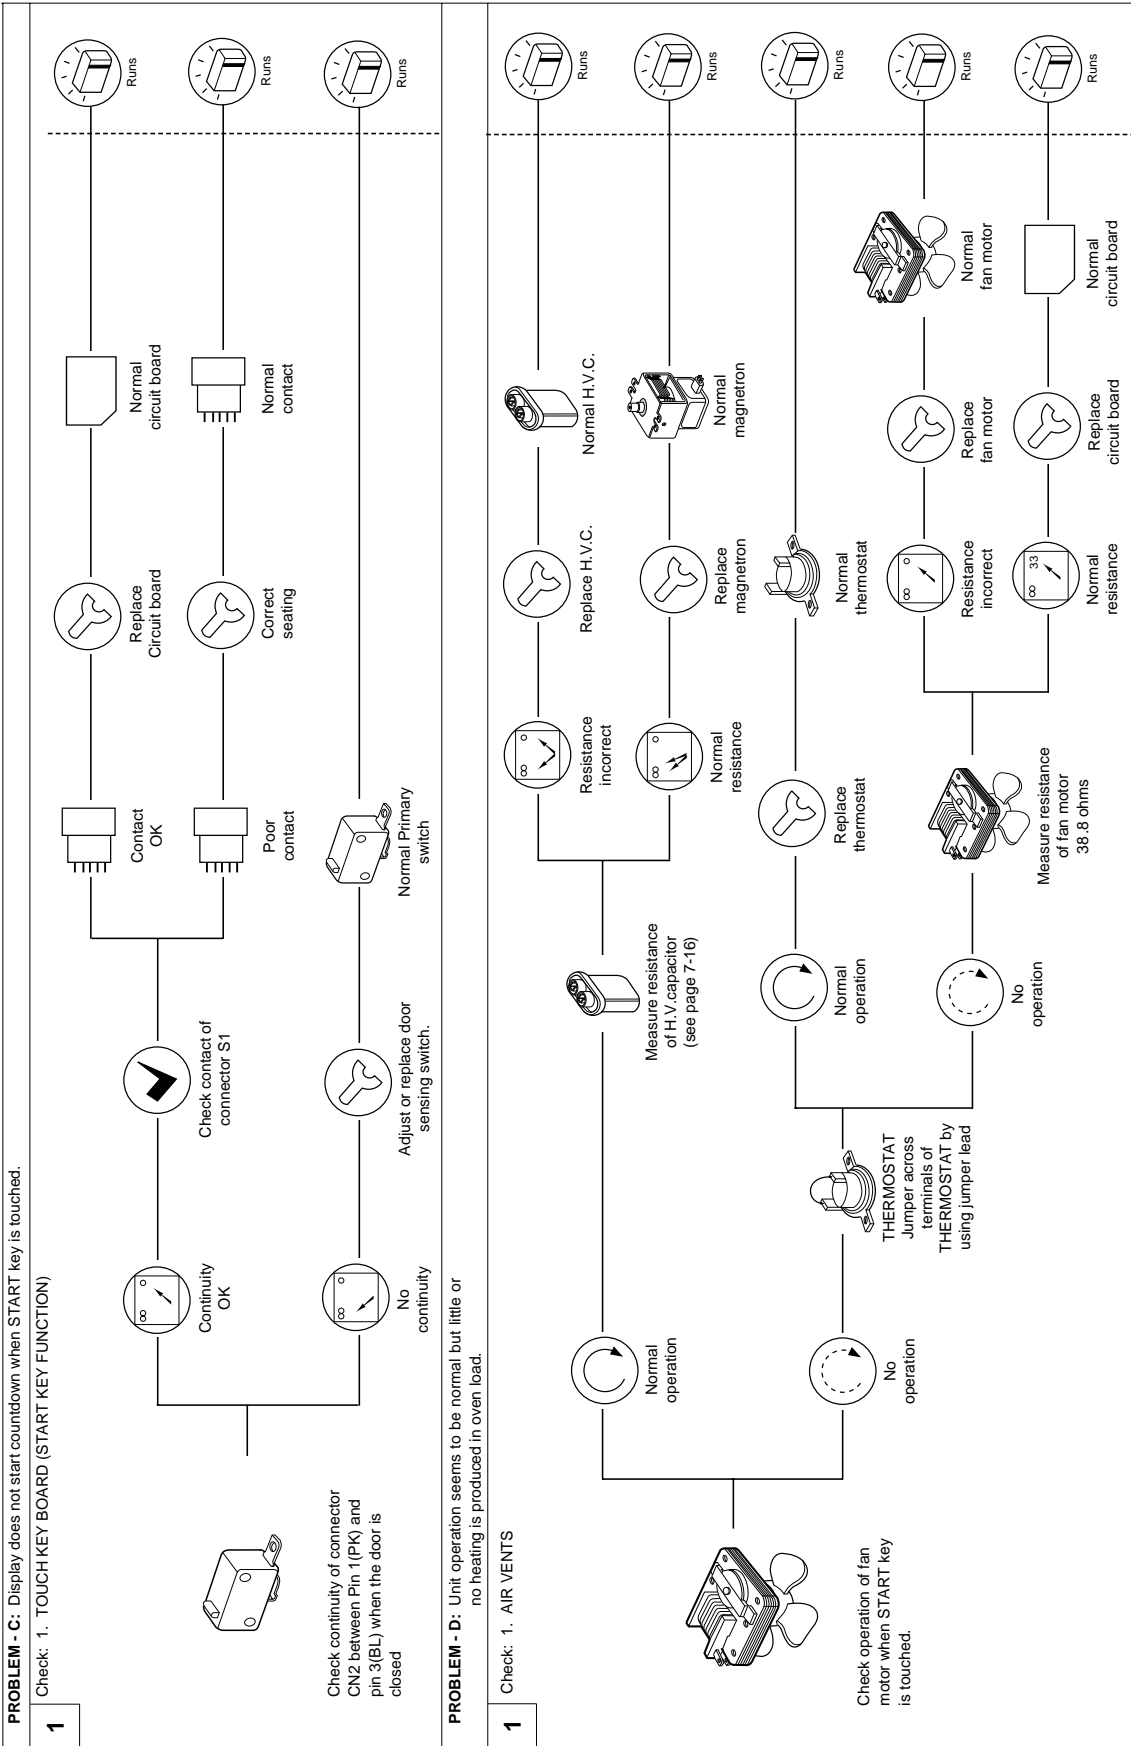 PROBLEM - C: Display does not start countdown when START key is touched.
1
Check: 1. TOUCH KEY BOARD (START KEY FUNCTION)
Check continuity of connector
CN2 between Pin 1(PK) and
pin 3(BL) when the door is
closed
∞ O
Continuity
OK
Check contact of
connector S1
Contact
OK
Replace
Circuit board
Normal
circuit board
Runs
Poor
contact
Correct
seating
Normal
contact
Runs
∞ O
No
continuity
Adjust or replace door
sensing switch.
Normal Primary
switch
Runs
PROBLEM - D: Unit operation seems to be normal but little or
no heating is produced in oven load.
1
Check: 1. AIR VENTS
Check operation of fan
motor when START key
is touched.
Normal
operation
Measure resistance
of H.V.capacitor
(see page 7-16)
∞ O
Resistance
incorrect
Replace H.V.C.
Normal H.V.C.
Runs
∞ O
Normal
resistance
Replace
magnetron
Normal
magnetron
Runs
No
operation
THERMOSTAT
Jumper across
terminals of
THERMOSTAT by
using jumper lead
Normal
operation
Replace
thermostat
Normal
thermostat
Runs
No
operation
Measure resistance
of fan motor
38 .8 ohms
∞ O
Resistance
incorrect
Replace
fan motor
Normal
fan motor
Runs
∞ 33
Normal
resistance
Replace
circuit board
Normal
circuit board
Runs